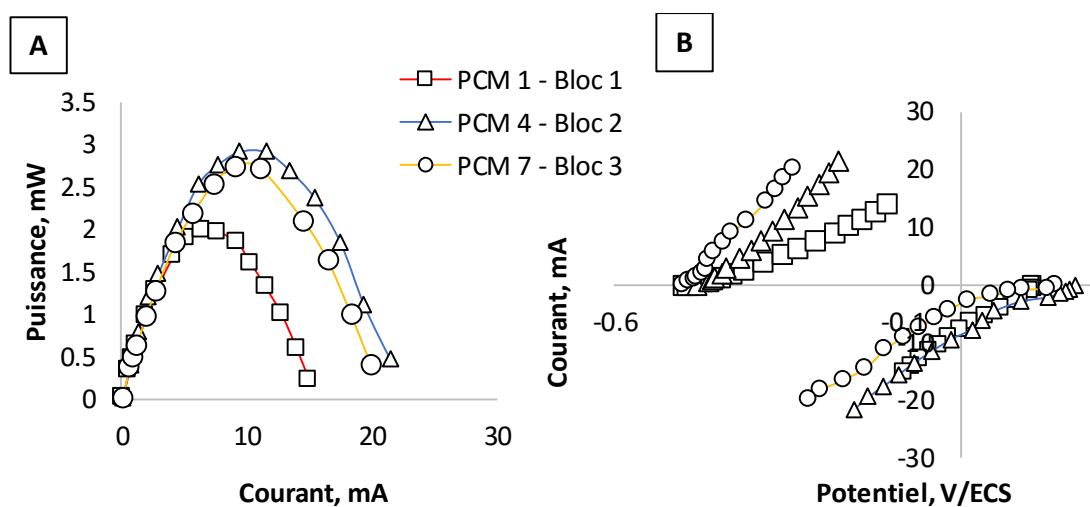 A
PCM 1 - Bloc 1
PCM 4 - Bloc 2
PCM 7 - Bloc 3
Puissance, mW
3.5
3
2.5
2
1.5
1
0.5
0
0
10
20
30
Courant, mA
B
Courant, mA
30
20
10
0
-20
-30
-0.6
-0.1
Potentiel, V/ECS